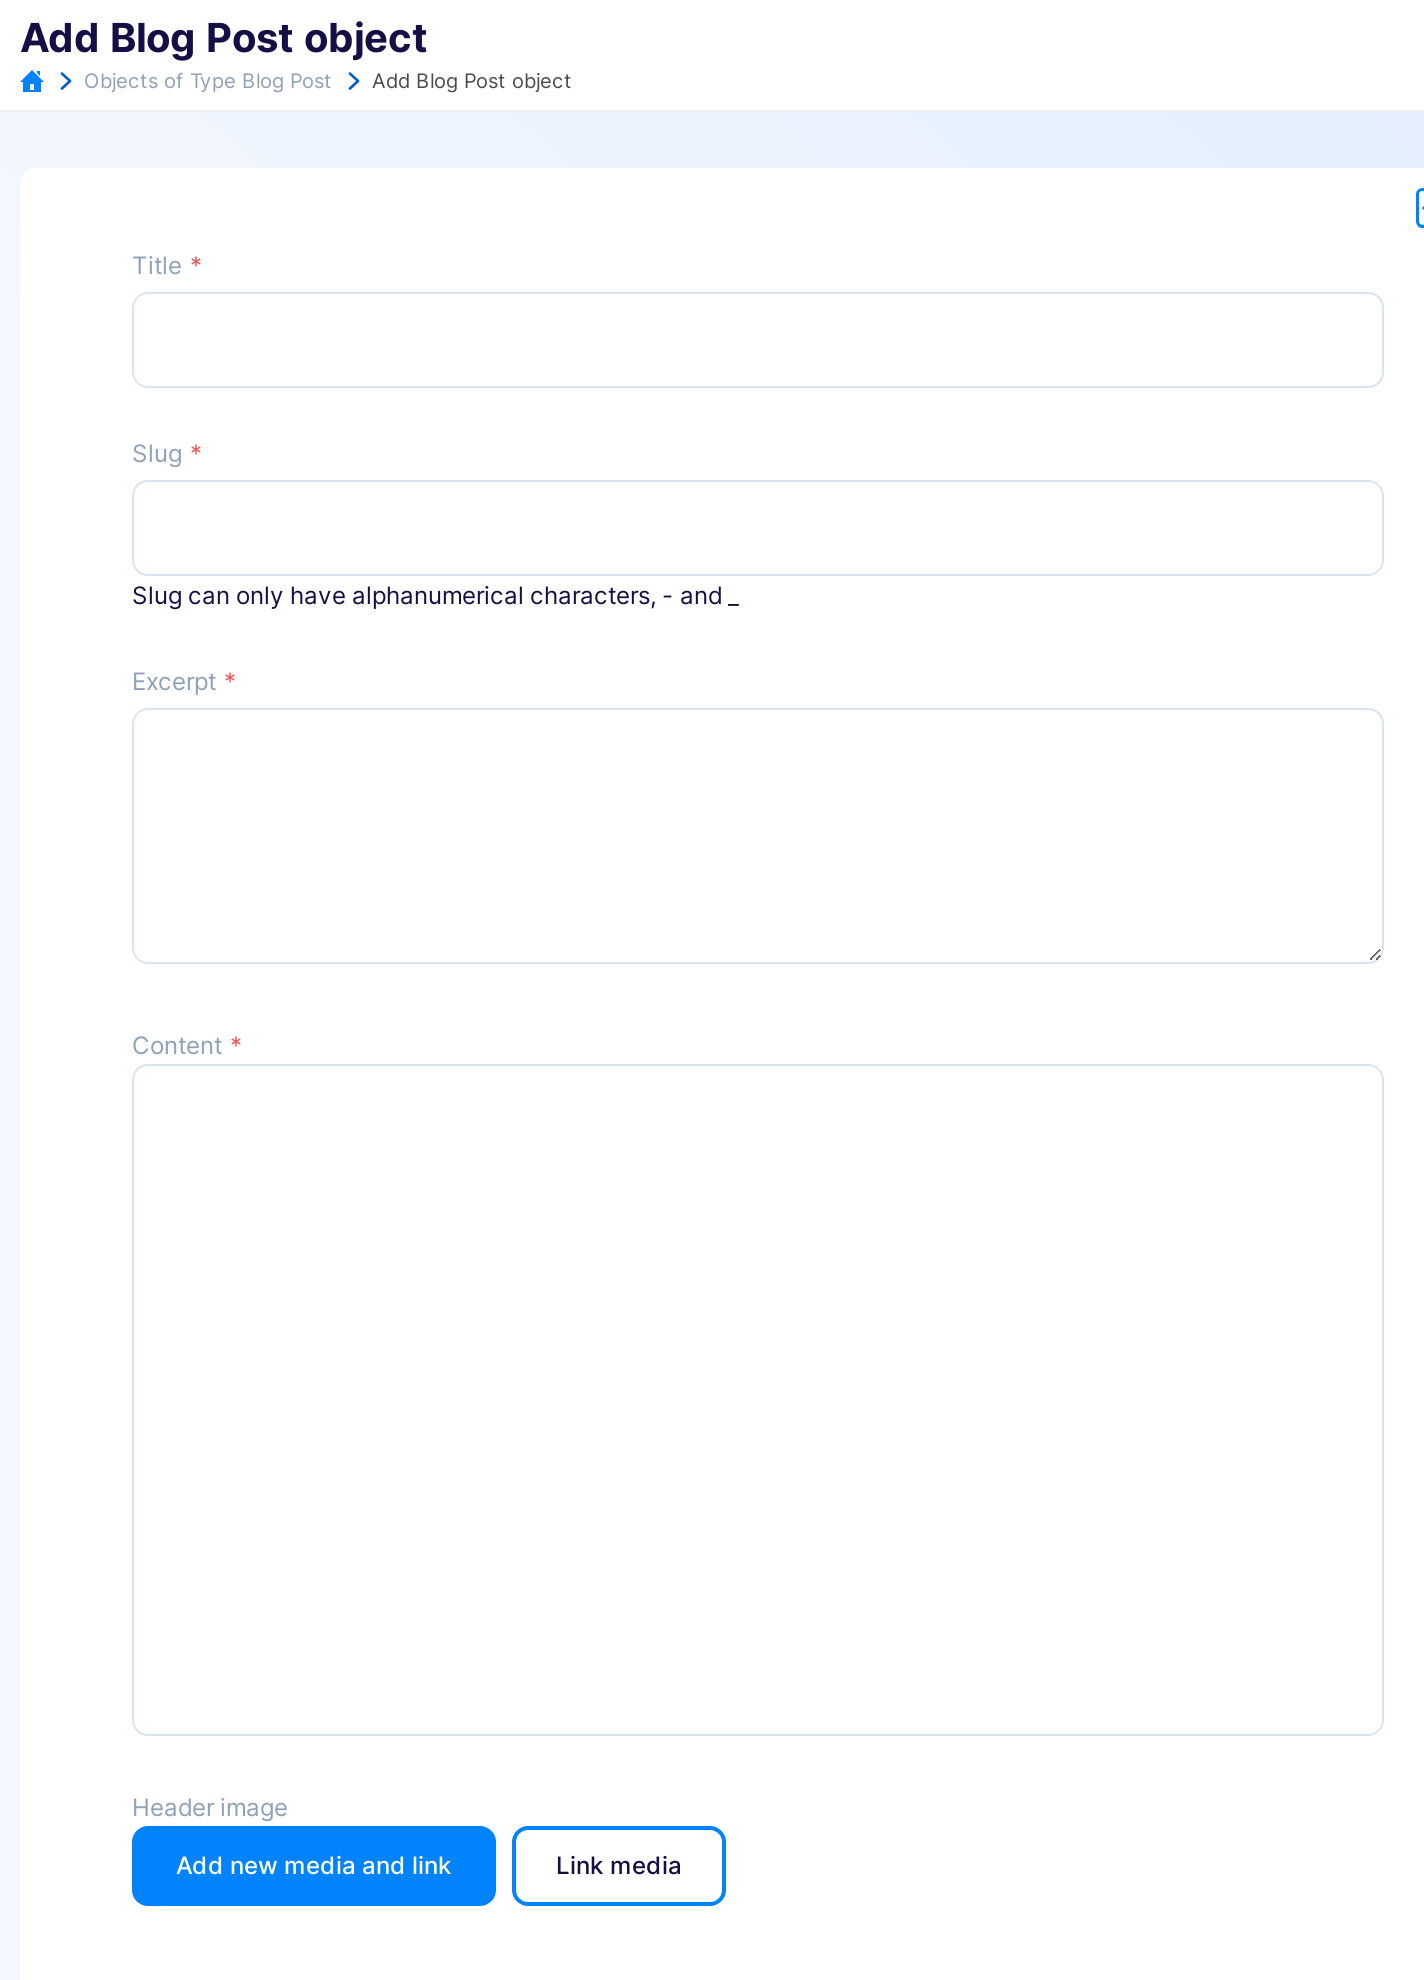 Add Blog Post object
Objects of Type Blog Post Add Blog Post object
Title *
Slug *
Slug can only have alphanumerical characters, - and _
Excerpt *
Content *
Header image
Add new media and link Link media